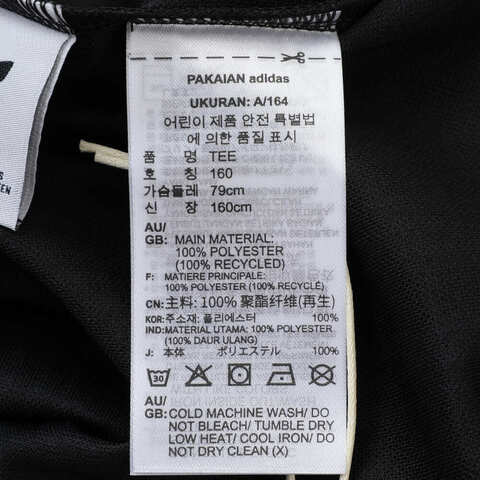 PAKAIAN adidas
UKURAN: A/164
어린이 제품 안전 특별법
에 의한 품질 표시
품 명 TEE
호 칭 160
가슴둘레 79cm
신 장 160cm
AU/
GB: MAIN MATERIAL:
100% POLYESTER
(100% RECYCLED)
F: MATIERE PRINCIPALE:
100% POLYESTER (100% RECYCLÉ)
CN: 主料: 100% 聚酯纤维(再生)
KOR: 주소재: 폴리에스터 100%
IND: MATERIAL UTAMA: 100% POLYESTER
(100% DAUR ULANG)
J: 本体 ポリエステル 100%
30
AU/
GB: COLD MACHINE WASH/ DO
NOT BLEACH/ TUMBLE DRY
LOW HEAT/ COOL IRON/ DO
NOT DRY CLEAN (X)